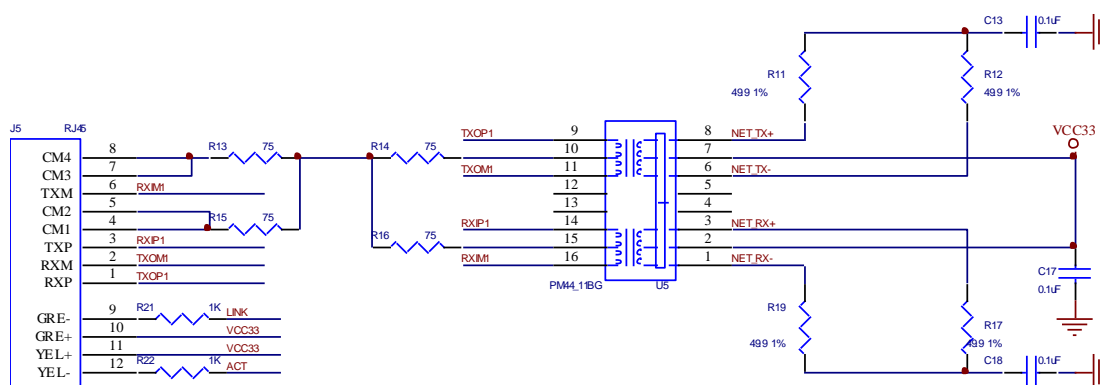 C13 0.1uF
R11
499 1%
R12
499 1%
VCC33
J5 RJ45
CM4 8
CM3 7
TXM 6 RXIM1
CM2 5
CM1 4
TXP 3 RXIP1
RXM 2 TXOM1
RXP 1 TXOP1
GRE- 9 R21 1K LINK
GRE+ 10 VCC33
YEL+ 11 VCC33
YEL- 12 R22 1K ACT
R13 75
R15 75
R14 75
R16 75
TXOP1 9
10
TXOM1 11
12
13
RXIP1 14
15
RXIM1 16
8 NET_TX+
7
6 NET_TX-
5
4
3 NET_RX+
2
1 NET_RX-
PM44_11BG U5
C17
0.1uF
R19
499 1%
R17
499 1%
C18 0.1uF